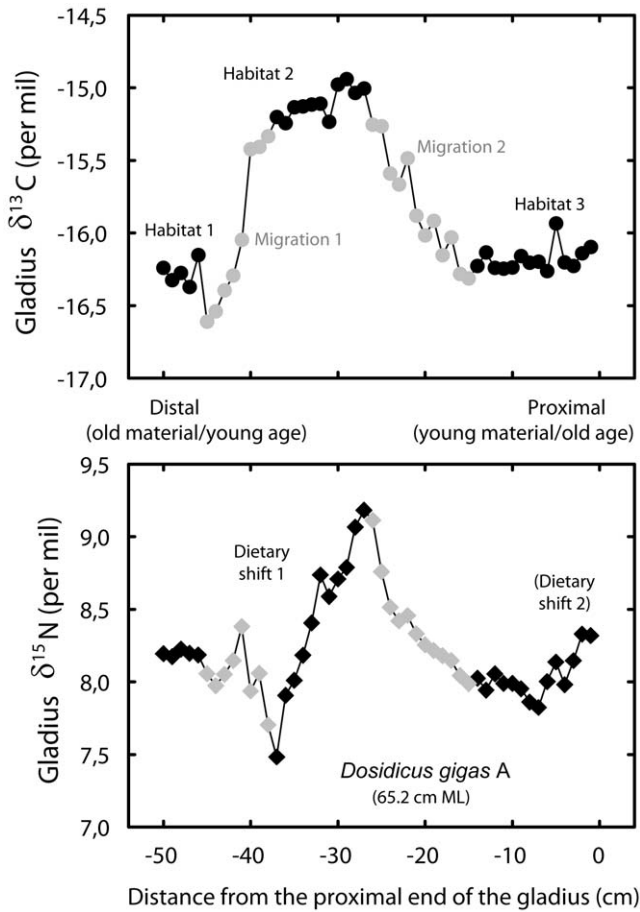 -14,5
-15,0
-15,5
-16,0
-16,5
-17,0
Gladius δ13C (per mil)
Habitat 2
Migration 2
Habitat 1
Migration 1
Habitat 3
Distal
(old material/young age)
Proximal
(young material/old age)
9,5
9,0
8,5
8,0
7,5
7,0
Gladius δ15N (per mil)
Dietary
shift 1
(Dietary
shift 2)
Dosidicus gigas A
(65.2 cm ML)
-50 -40 -30 -20 -10 0
Distance from the proximal end of the gladius (cm)